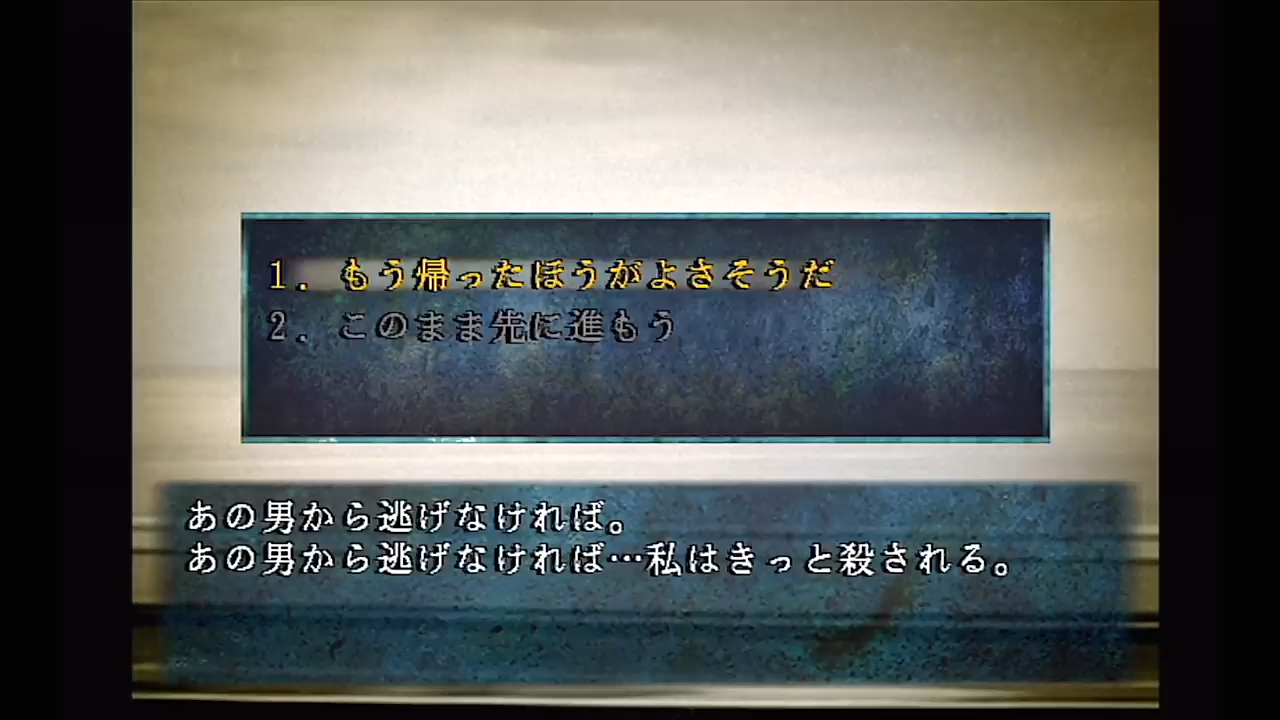 1. もう帰ったほうがよさそうだ
2. このまま先に進もう
あの男から逃げなければ。
あの男から逃げなければ…私はきっと殺される。